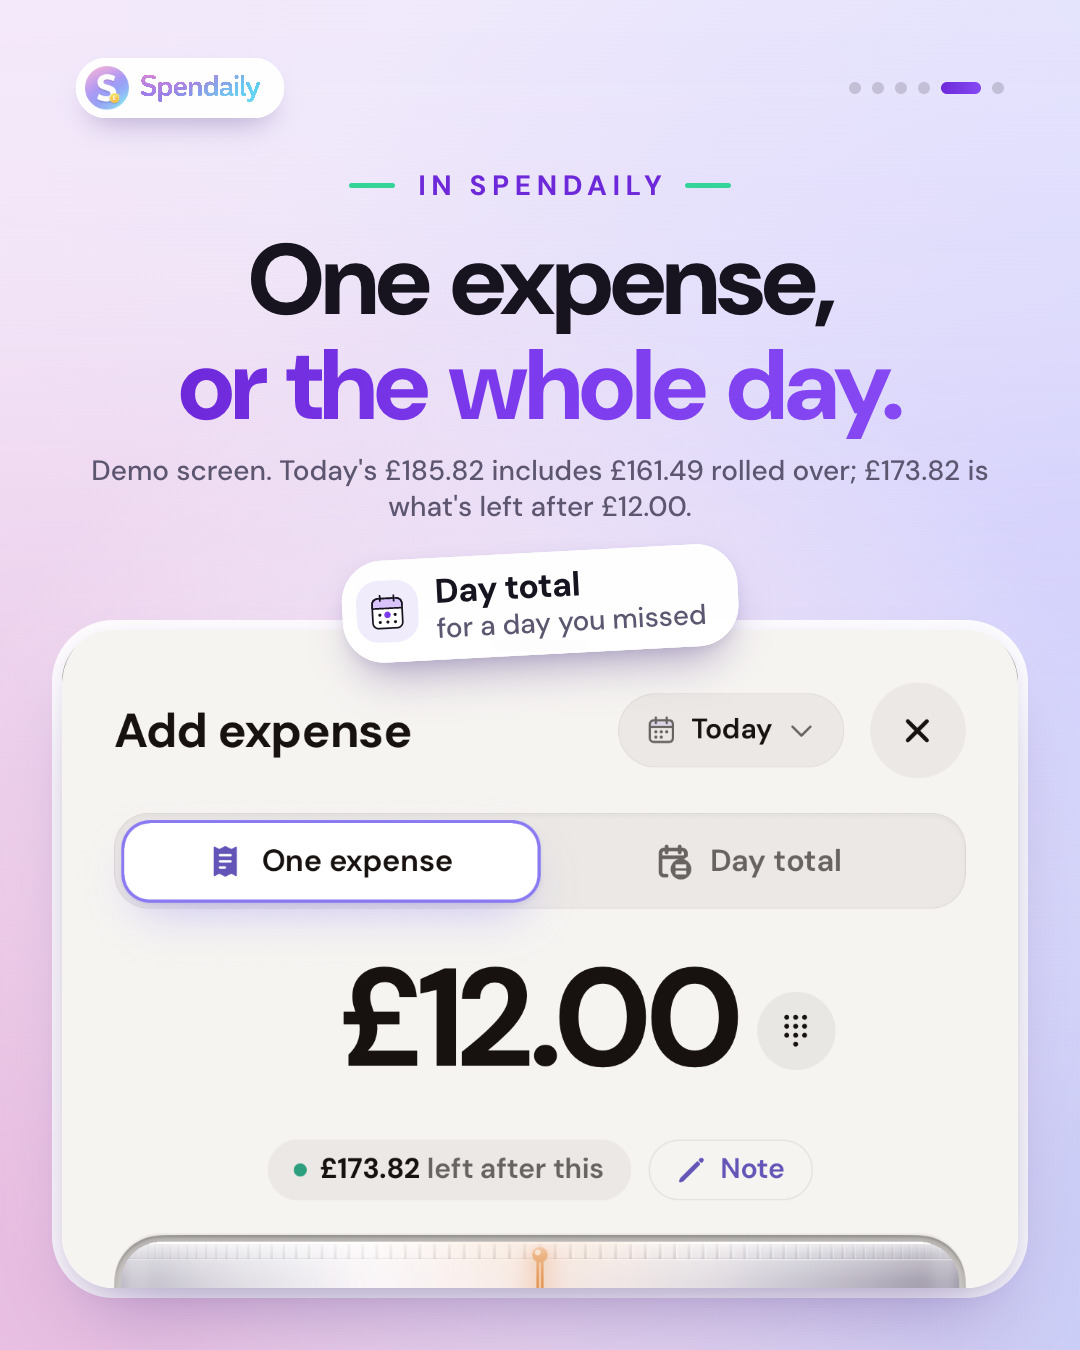 Spendaily
IN SPENDAILY
One expense,
or the whole day.
Demo screen. Today's £185.82 includes £161.49 rolled over; £173.82 is
what's left after £12.00.
Day total
for a day you missed
Add expense
Today
One expense
Day total
£12.00
£173.82 left after this
Note